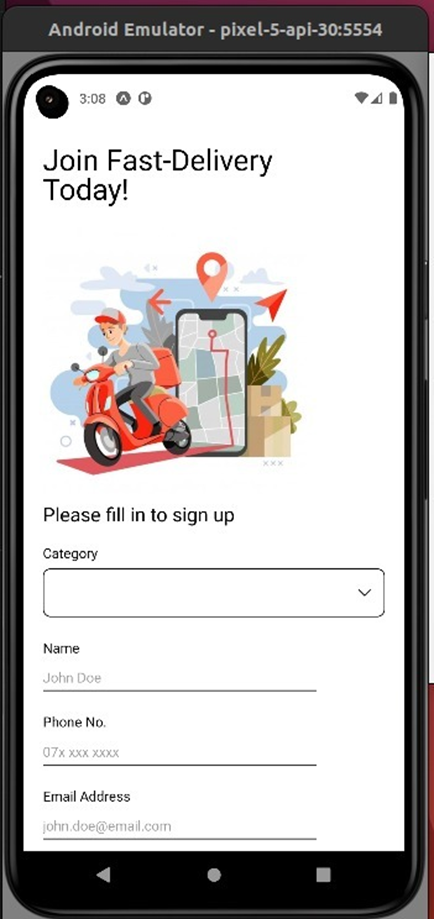 Android Emulator - pixel-5-api-30:5554
3:08
Join Fast-Delivery
Today!
Please fill in to sign up
Category
Name
John Doe
Phone No.
07x xxx xxxx
Email Address
john.doe@email.com